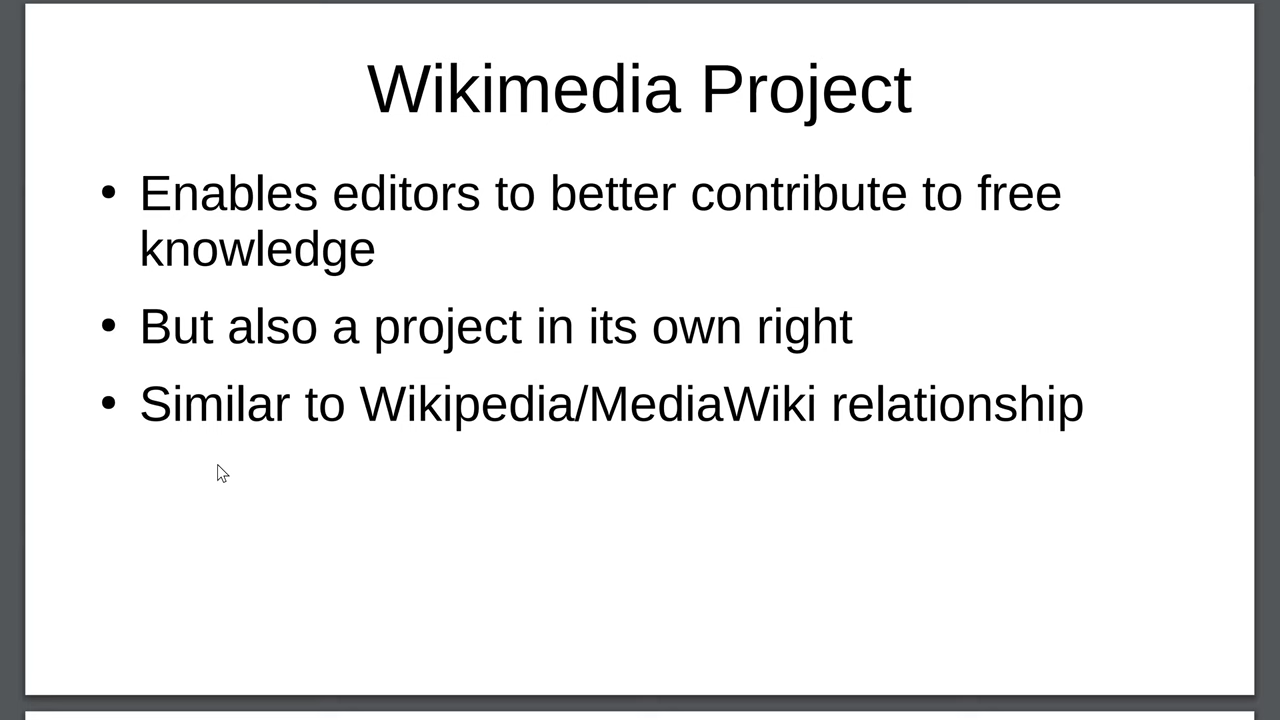 Wikimedia Project
• Enables editors to better contribute to free
knowledge
• But also a project in its own right
• Similar to Wikipedia/MediaWiki relationship